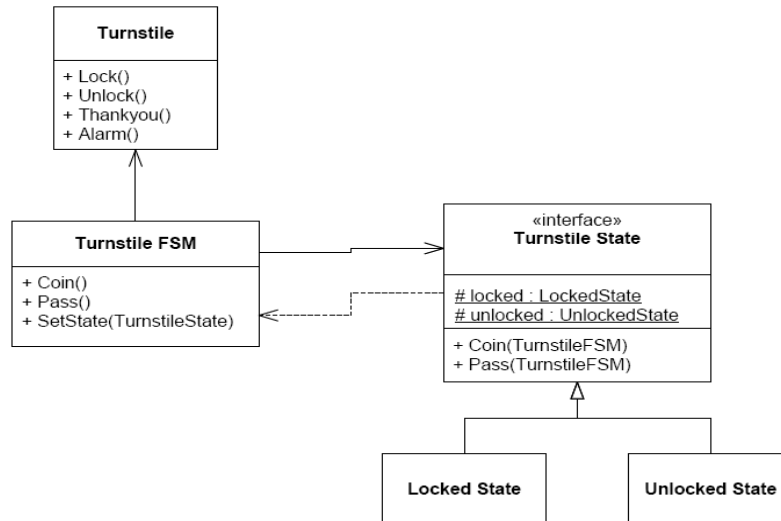 Turnstile
+ Lock()
+ Unlock()
+ Thankyou()
+ Alarm()
Turnstile FSM
+ Coin()
+ Pass()
+ SetState(TurnstileState)
«interface»
Turnstile State
# locked : LockedState
# unlocked : UnlockedState
+ Coin(TurnstileFSM)
+ Pass(TurnstileFSM)
Locked State
Unlocked State